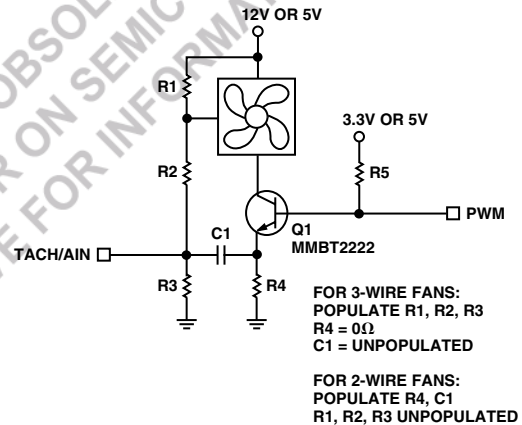 12V OR 5V
R1
3.3V OR 5V
R2
R5
PWM
Q1
MMBT2222
C1
TACH/AIN
R3
R4
FOR 3-WIRE FANS:
POPULATE R1, R2, R3
R4 = 0Ω
C1 = UNPOPULATED
FOR 2-WIRE FANS:
POPULATE R4, C1
R1, R2, R3 UNPOPULATED